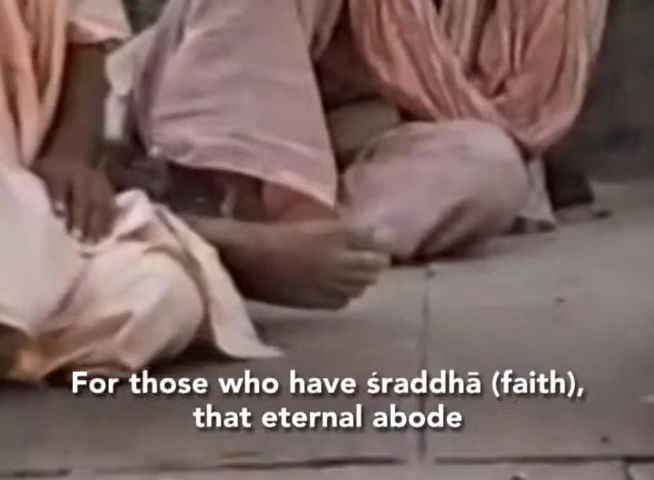 For those who have śraddhā (faith),
that eternal abode